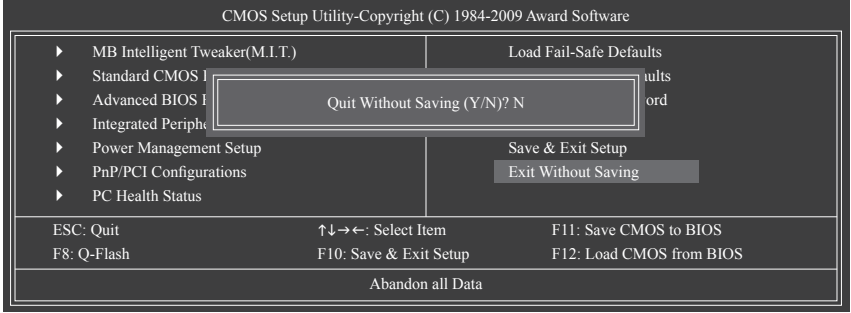 CMOS Setup Utility-Copyright (C) 1984-2009 Award Software
MB Intelligent Tweaker(M.I.T.) Load Fail-Safe Defaults
Standard CMOS
Advanced BIOS
Quit Without Saving (Y/N)? N
Integrated
Power Management Setup Save & Exit Setup
PnP/PCI Configurations Exit Without Saving
PC Health Status
ESC: Quit ↑↓→←: Select Item F11: Save CMOS to BIOS
F8: Q-Flash F10: Save & Exit Setup F12: Load CMOS from BIOS
Abandon all Data